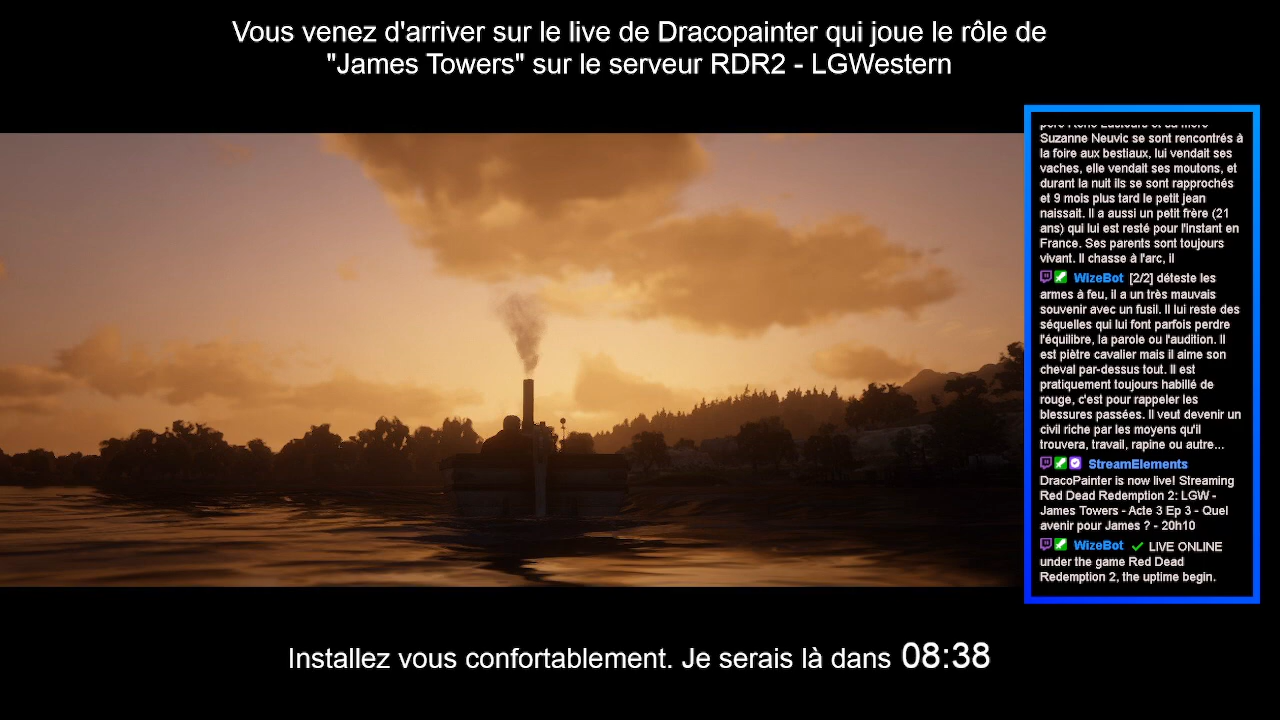 Vous venez d'arriver sur le live de Dracopainter qui joue le rôle de
"James Towers" sur le serveur RDR2 - LGWestern
Suzanne Neuvic se sont rencontrés à
la foire aux bestiaux, lui vendait ses
vaches, elle vendait ses moutons, et
durant la nuit ils se sont rapprochés
et 9 mois plus tard le petit jean
naissait. Il a aussi un petit frère (21
ans) qui lui est resté pour l'instant en
France. Ses parents sont toujours
vivant. Il chasse à l'arc, il
WizeBot [2/2] déteste les
armes à feu, il a un très mauvais
souvenir avec un fusil. Il lui reste des
séquelles qui lui font parfois perdre
l'équilibre, la parole ou l'audition. Il
est piètre cavalier mais il aime son
cheval par-dessus tout. Il est
pratiquement toujours habillé de
rouge, c'est pour rappeler les
blessures passées. Il veut devenir un
civil riche par les moyens qu'il
trouvera, travail, rapine ou autre...
StreamElements
DracoPainter is now live! Streaming
Red Dead Redemption 2: LGW -
James Towers - Acte 3 Ep 3 - Quel
avenir pour James ? - 20h10
WizeBot ✓ LIVE ONLINE
under the game Red Dead
Redemption 2, the uptime begin.
Installez vous confortablement. Je serais là dans 08:38